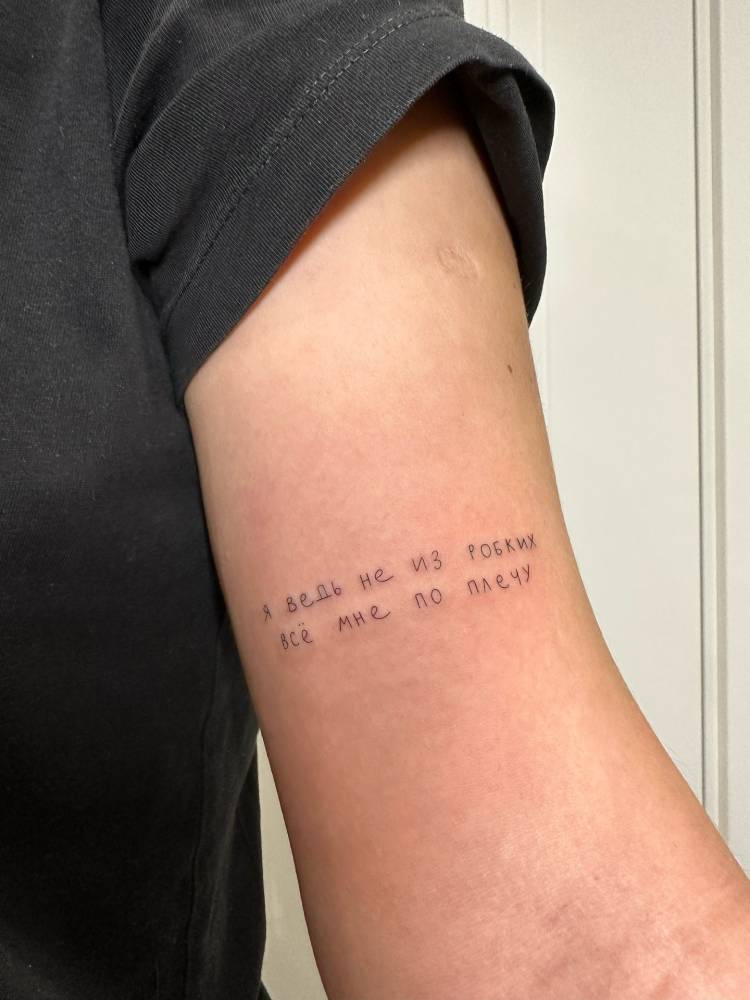 я ведь не из робких
всё мне по плечу